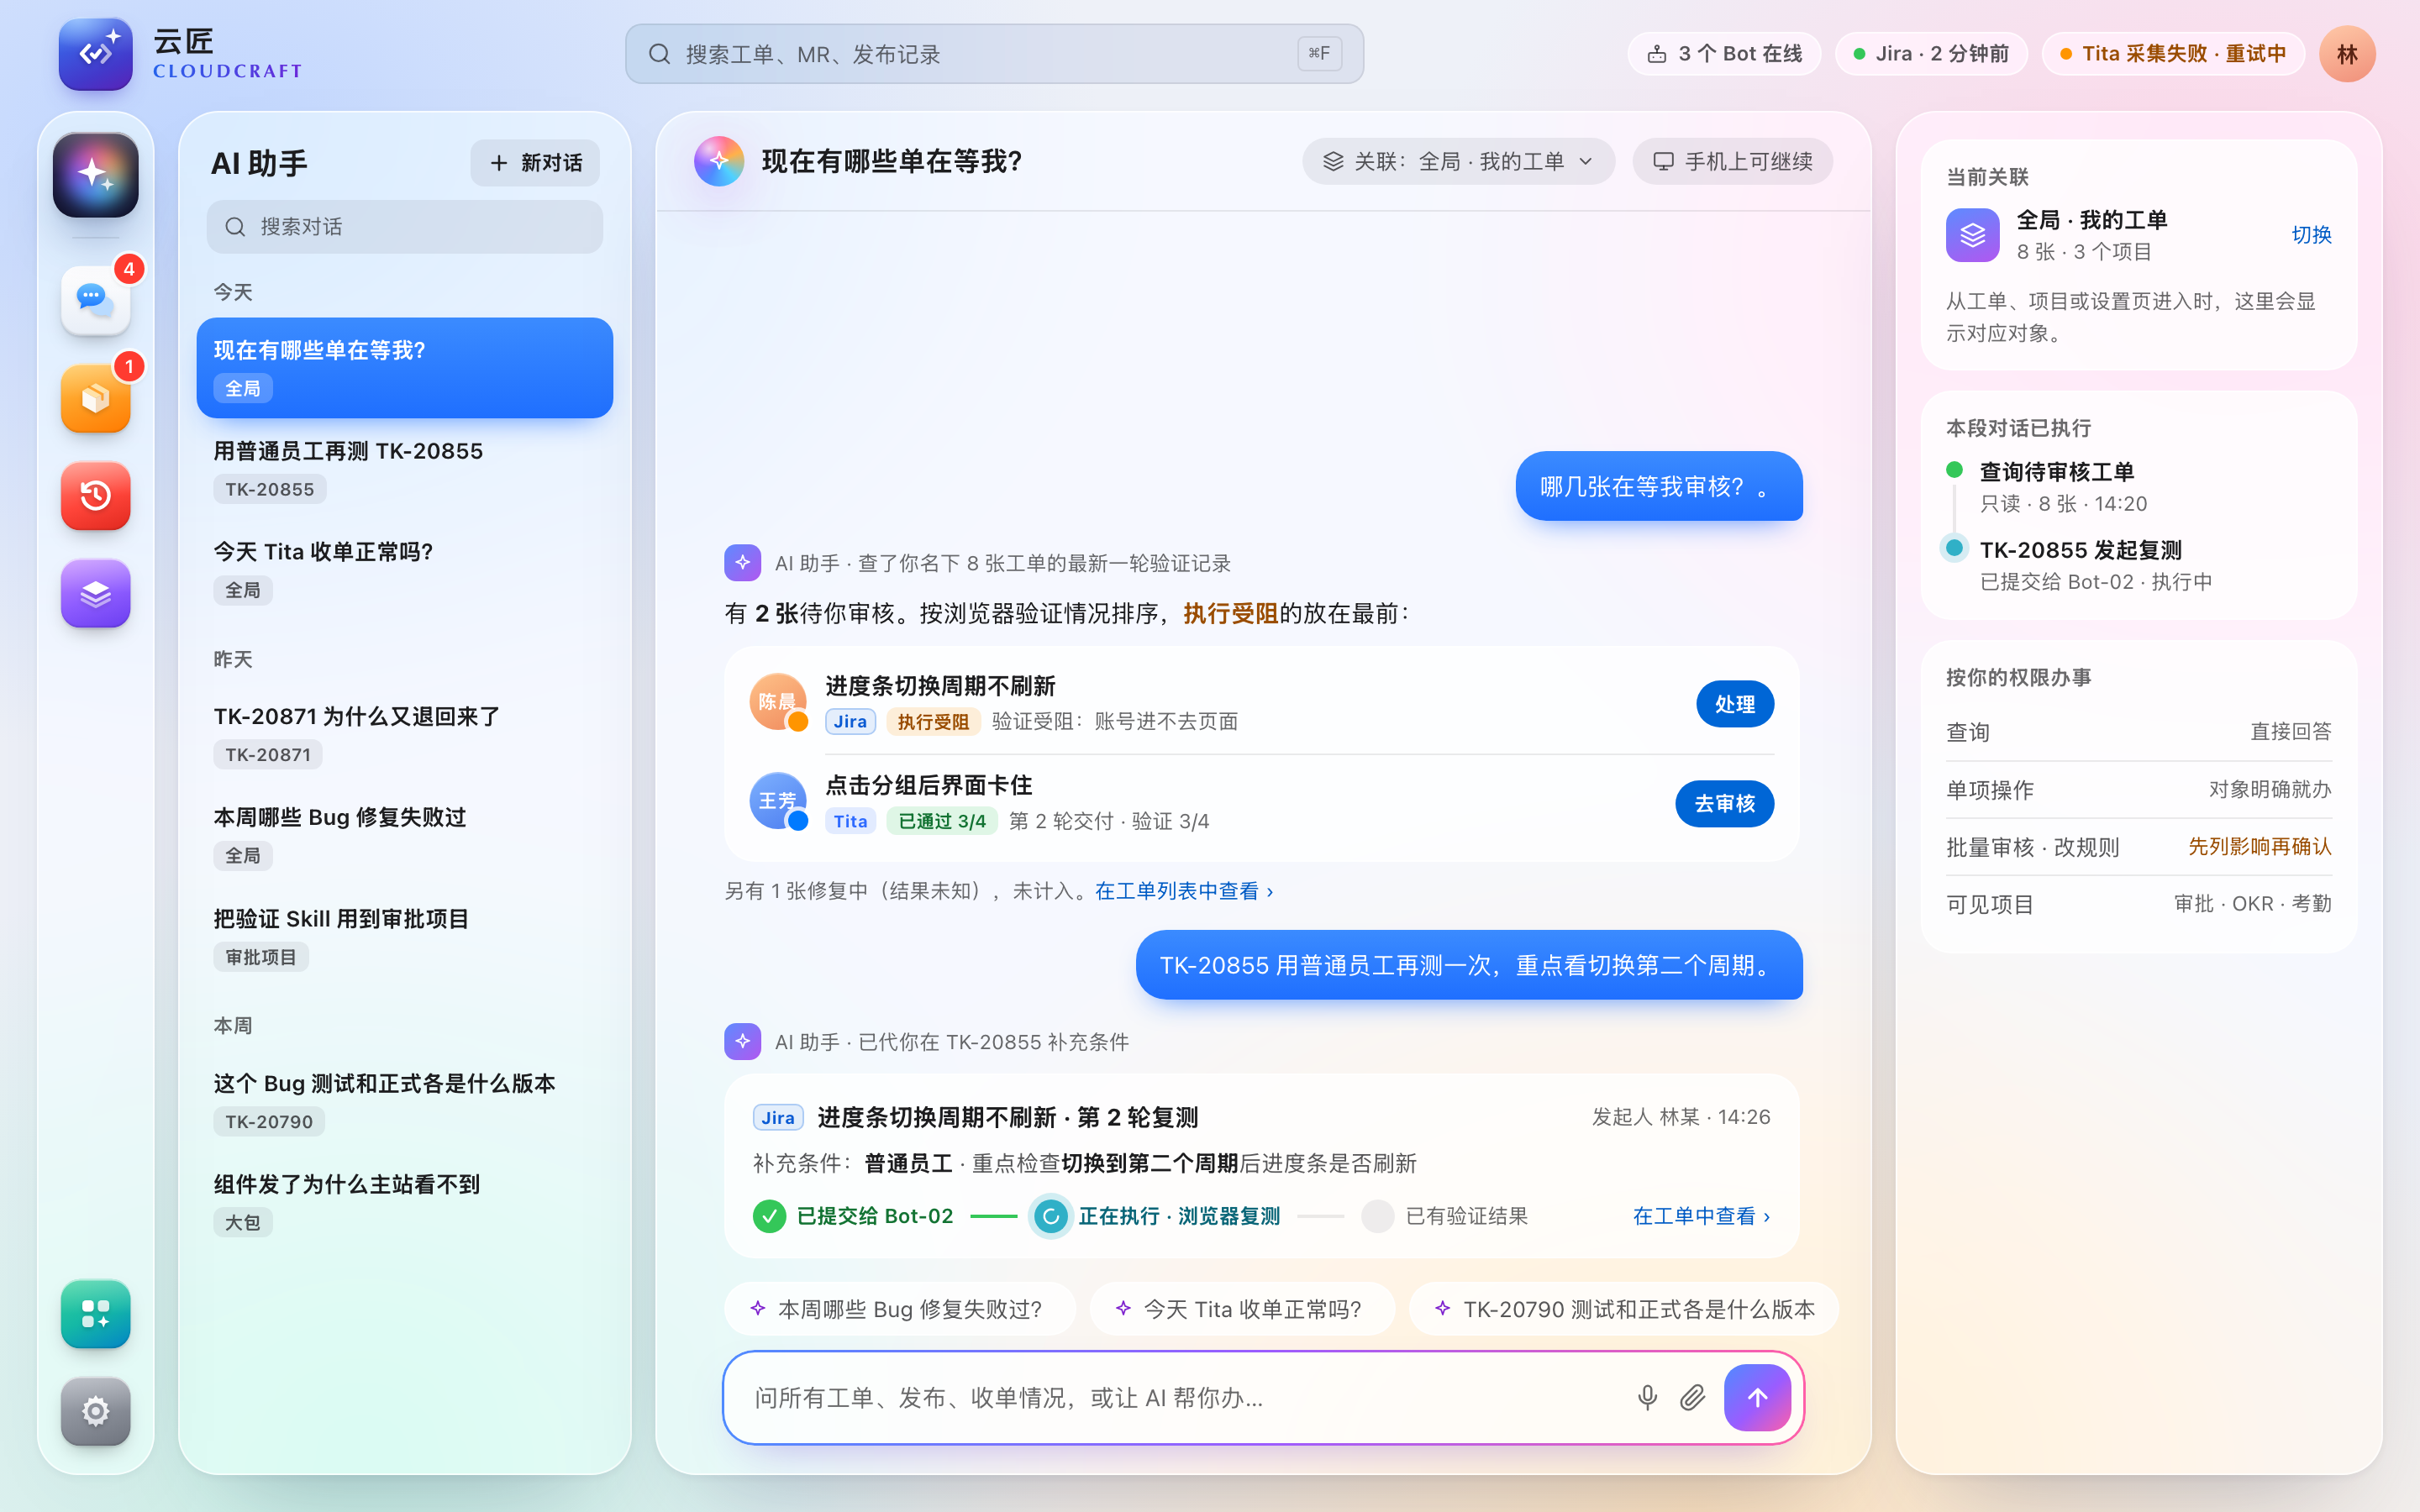 云匠
CLOUDCRAFT
搜索工单、MR、发布记录
⌘F
3 个 Bot 在线
Jira · 2 分钟前
Tita 采集失败 · 重试中
林
4
1
AI 助手
新对话
搜索对话
今天
现在有哪些单在等我？
全局
用普通员工再测 TK-20855
TK-20855
今天 Tita 收单正常吗？
全局
昨天
TK-20871 为什么又退回来了
TK-20871
本周哪些 Bug 修复失败过
全局
把验证 Skill 用到审批项目
审批项目
本周
这个 Bug 测试和正式各是什么版本
TK-20790
组件发了为什么主站看不到
大包
现在有哪些单在等我？
关联：全局 · 我的工单
手机上可继续
哪几张在等我审核？。
AI 助手 · 查了你名下 8 张工单的最新一轮验证记录
有 2 张待你审核。按浏览器验证情况排序，执行受阻的放在最前：
陈晨
进度条切换周期不刷新
Jira 执行受阻 验证受阻：账号进不去页面
处理
王芳
点击分组后界面卡住
Tita 已通过 3/4 第 2 轮交付 · 验证 3/4
去审核
另有 1 张修复中（结果未知），未计入。在工单列表中查看 ›
TK-20855 用普通员工再测一次，重点看切换第二个周期。
AI 助手 · 已代你在 TK-20855 补充条件
Jira 进度条切换周期不刷新 · 第 2 轮复测
发起人 林某 · 14:26
补充条件：普通员工 · 重点检查切换到第二个周期后进度条是否刷新
已提交给 Bot-02
正在执行 · 浏览器复测
已有验证结果
在工单中查看 ›
本周哪些 Bug 修复失败过？
今天 Tita 收单正常吗？
TK-20790 测试和正式各是什么版本
问所有工单、发布、收单情况，或让 AI 帮你办...
当前关联
全局 · 我的工单
8 张 · 3 个项目
切换
从工单、项目或设置页进入时，这里会显
示对应对象。
本段对话已执行
查询待审核工单
只读 · 8 张 · 14:20
TK-20855 发起复测
已提交给 Bot-02 · 执行中
按你的权限办事
查询
直接回答
单项操作
对象明确就办
批量审核 · 改规则
先列影响再确认
可见项目
审批 · OKR · 考勤